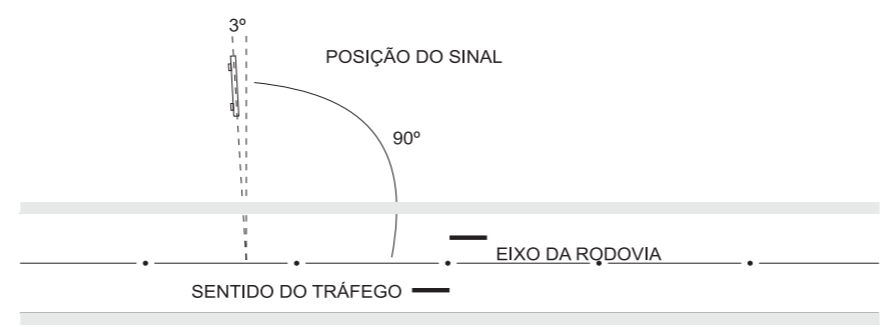 3º
POSIÇÃO DO SINAL
90º
EIXO DA RODOVIA
SENTIDO DO TRÁFEGO